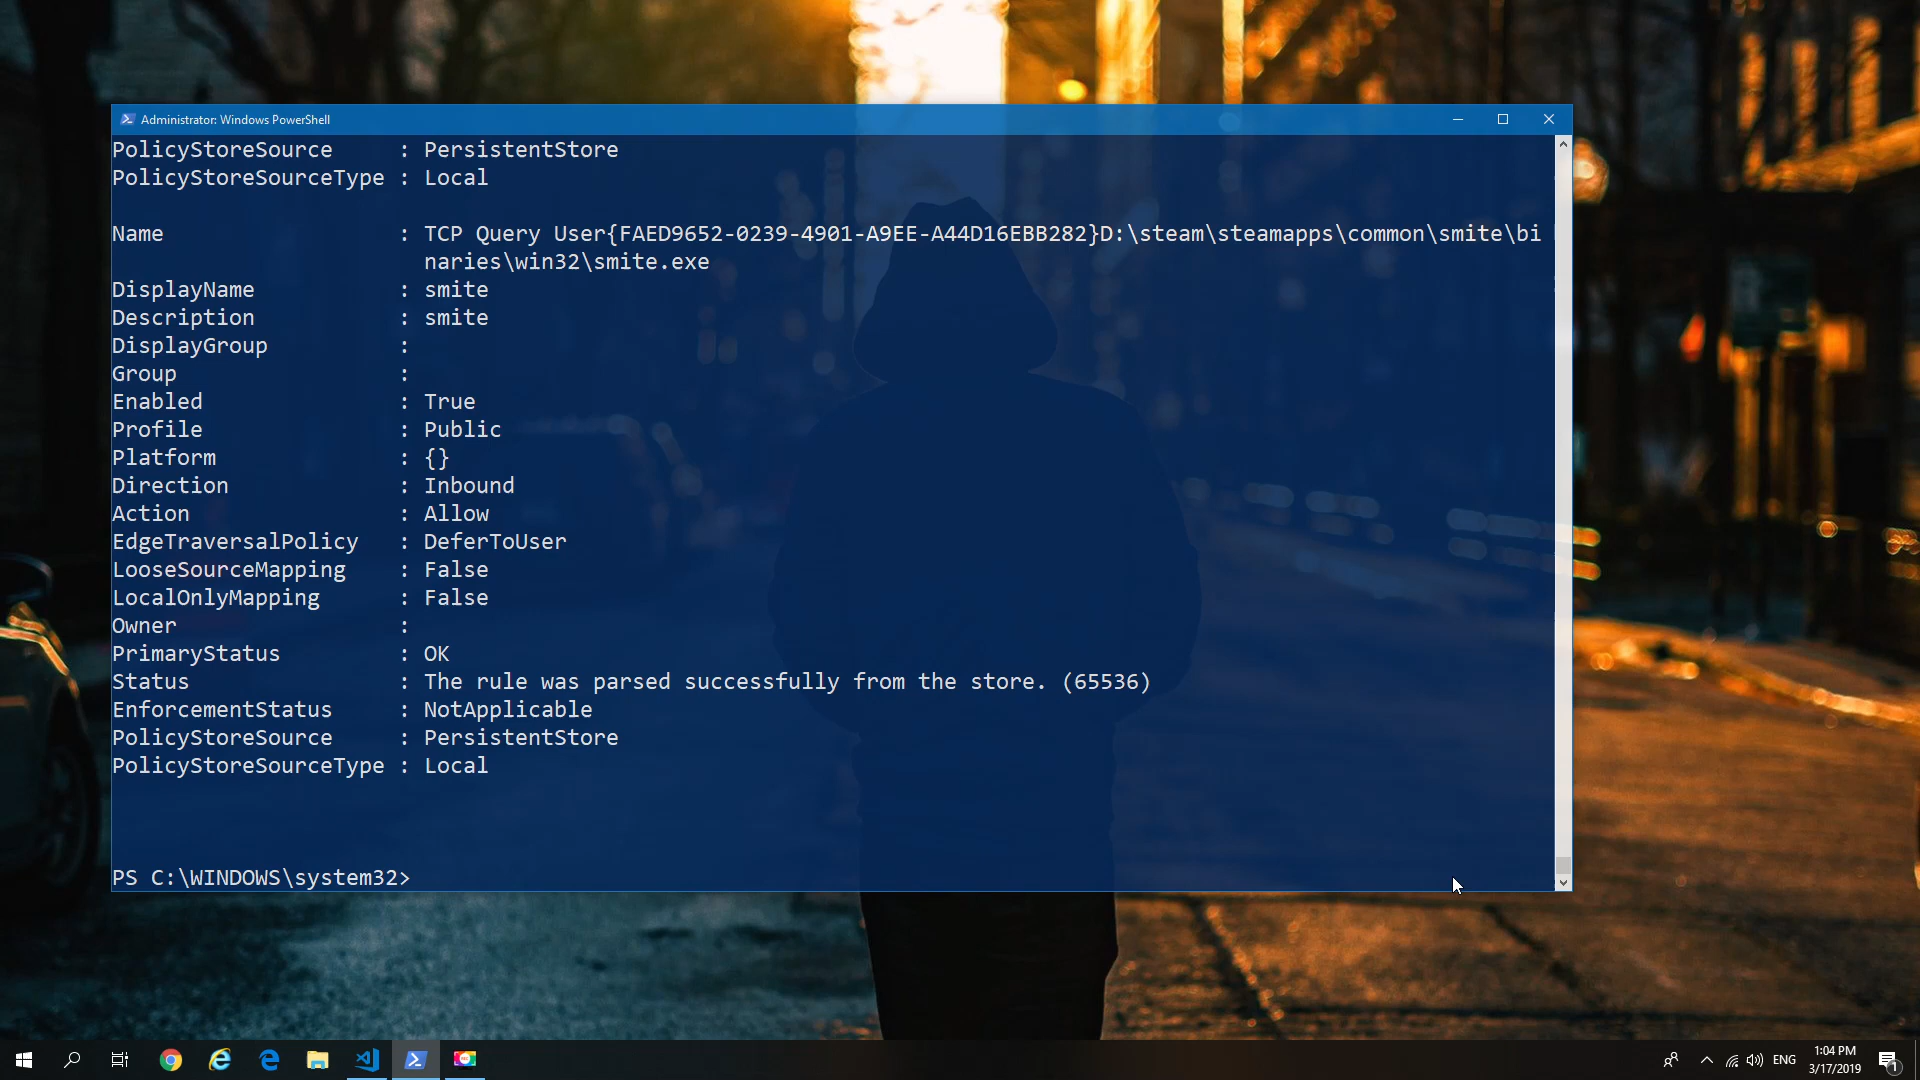 Administrator: Windows PowerShell
PolicyStoreSource : PersistentStore
PolicyStoreSourceType : Local
Name : TCP Query User{FAED9652-0239-4901-A9EE-A44D16EBB282}D:\steam\steamapps\common\smite\bi
naries\win32\smite.exe
DisplayName : smite
Description : smite
DisplayGroup :
Group :
Enabled : True
Profile : Public
Platform : {}
Direction : Inbound
Action : Allow
EdgeTraversalPolicy : DeferToUser
LooseSourceMapping : False
LocalOnlyMapping : False
Owner :
PrimaryStatus : OK
Status : The rule was parsed successfully from the store. (65536)
EnforcementStatus : NotApplicable
PolicyStoreSource : PersistentStore
PolicyStoreSourceType : Local
PS C:\WINDOWS\system32>
ENG
1:04 PM
3/17/2019
1